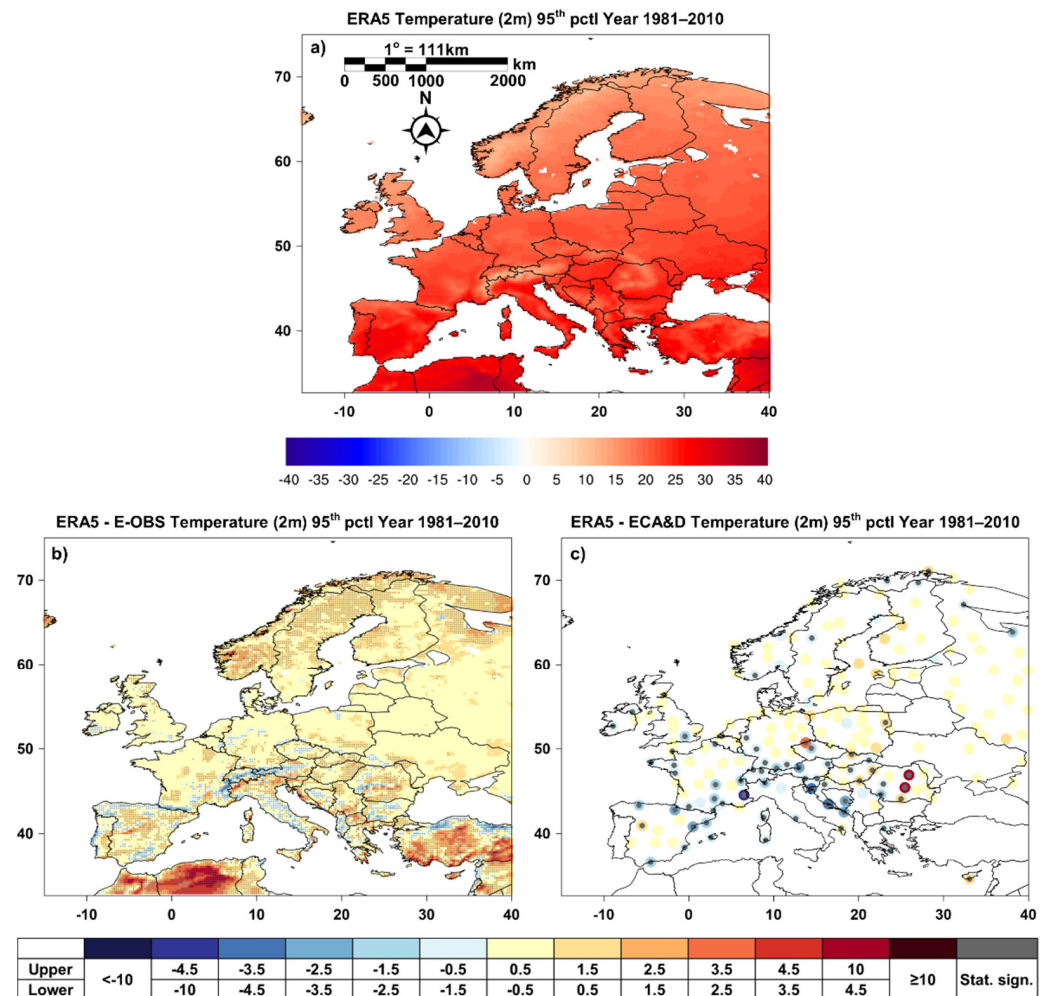 ERA5 Temperature (2m) 95th pctl Year 1981–2010
a)
1° = 111km
0 500 1000 2000 km
N
70
60
50
40
-10 0 10 20 30 40
-40 -35 -30 -25 -20 -15 -10 -5 0 5 10 15 20 25 30 35 40
ERA5 - E-OBS Temperature (2m) 95th pctl Year 1981–2010
b)
70
60
50
40
-10 0 10 20 30 40
ERA5 - ECA&D Temperature (2m) 95th pctl Year 1981–2010
c)
70
60
50
40
-10 0 10 20 30 40
Upper <-10 -4.5 -3.5 -2.5 -1.5 -0.5 0.5 1.5 2.5 3.5 4.5 10 ≥10 Stat. sign.
Lower -10 -4.5 -3.5 -2.5 -1.5 -0.5 0.5 1.5 2.5 3.5 4.5